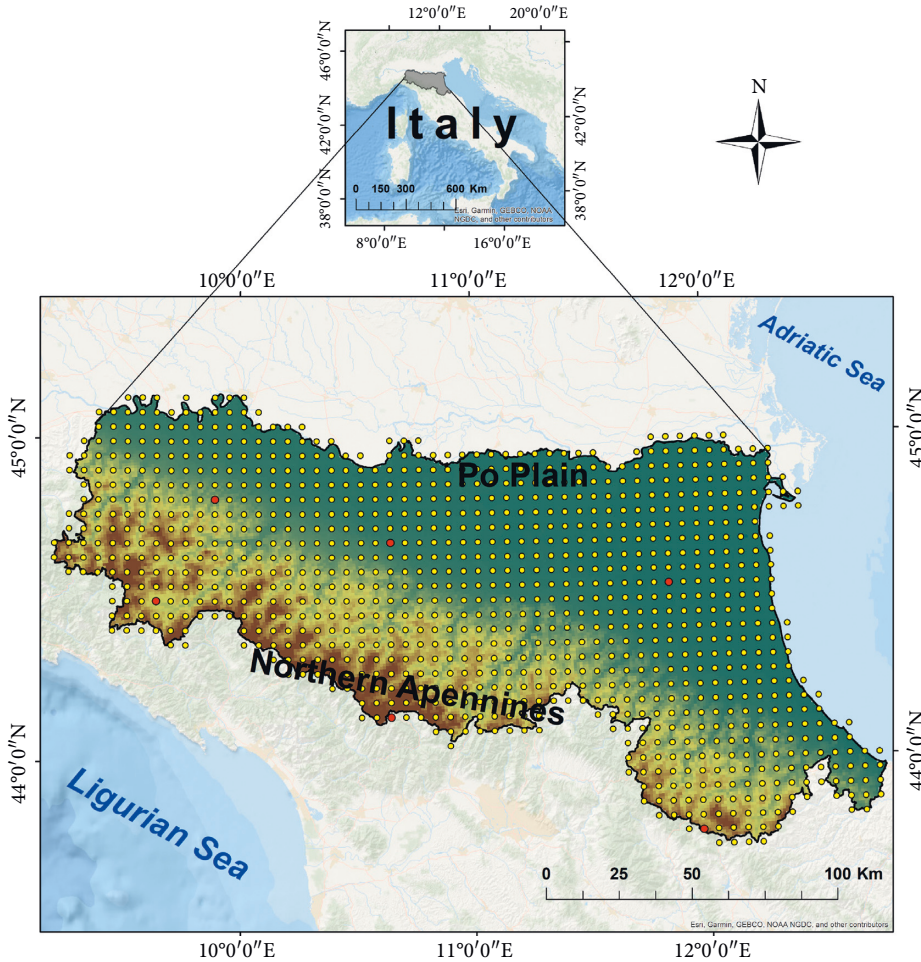 12°0′0″E 20°0′0″E
46°0′0″N
42°0′0″N
38°0′0″N
42°0′0″N
38°0′0″N
Italy
0 150 300 600 Km
Esri, Garmin, GEBCO, NOAA
NGDC, and other contributors
8°0′0″E 16°0′0″E
N
10°0′0″E 11°0′0″E 12°0′0″E
Adriatic Sea
45°0′0″N
45°0′0″N
Po Plain
Northern Apennines
44°0′0″N
44°0′0″N
Ligurian Sea
0 25 50 100 Km
Esri, Garmin, GEBCO, NOAA NGDC, and other contributors
10°0′0″E 11°0′0″E 12°0′0″E